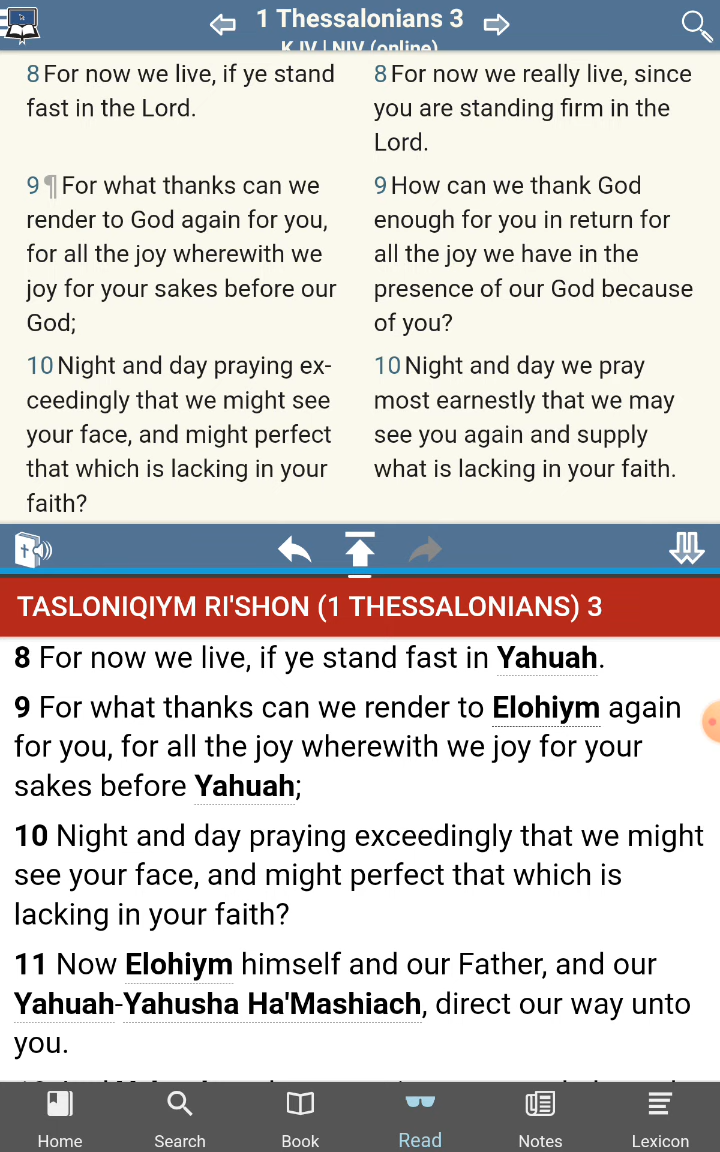 1 Thessalonians 3
KJV | NIV (online)
8 For now we live, if ye stand
fast in the Lord.
9 ¶ For what thanks can we
render to God again for you,
for all the joy wherewith we
joy for your sakes before our
God;
10 Night and day praying ex-
ceedingly that we might see
your face, and might perfect
that which is lacking in your
faith?
8 For now we really live, since
you are standing firm in the
Lord.
9 How can we thank God
enough for you in return for
all the joy we have in the
presence of our God because
of you?
10 Night and day we pray
most earnestly that we may
see you again and supply
what is lacking in your faith.
TASLONIQIYM RI'SHON (1 THESSALONIANS) 3
8 For now we live, if ye stand fast in Yahuah.
9 For what thanks can we render to Elohiym again
for you, for all the joy wherewith we joy for your
sakes before Yahuah;
10 Night and day praying exceedingly that we might
see your face, and might perfect that which is
lacking in your faith?
11 Now Elohiym himself and our Father, and our
Yahuah-Yahusha Ha'Mashiach, direct our way unto
you.
Home Search Book Read Notes Lexicon